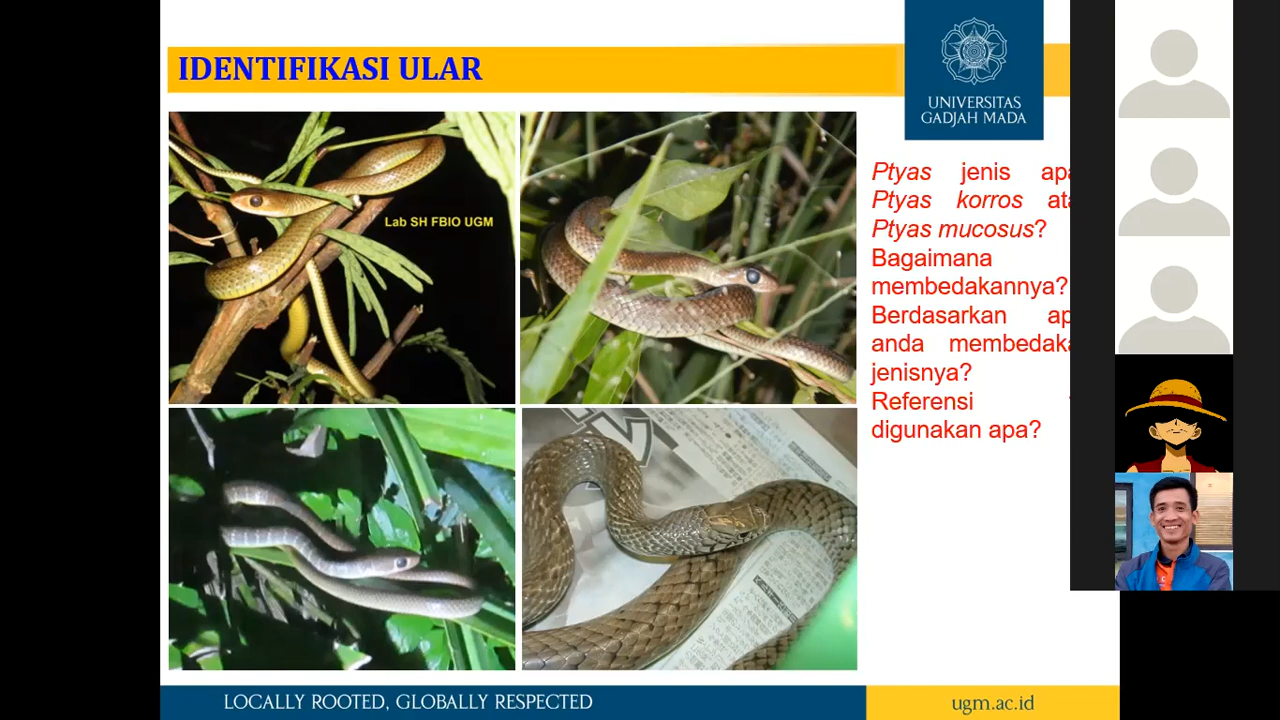 IDENTIFIKASI ULAR
UNIVERSITAS
GADJAH MADA
Lab SH FBIO UGM
Ptyas jenis
Ptyas korros
Ptyas mucosus?
Bagaimana
membedakannya?
Berdasarkan
anda
jenisnya?
Referensi
digunakan apa?
LOCALLY ROOTED, GLOBALLY RESPECTED
ugm.ac.id